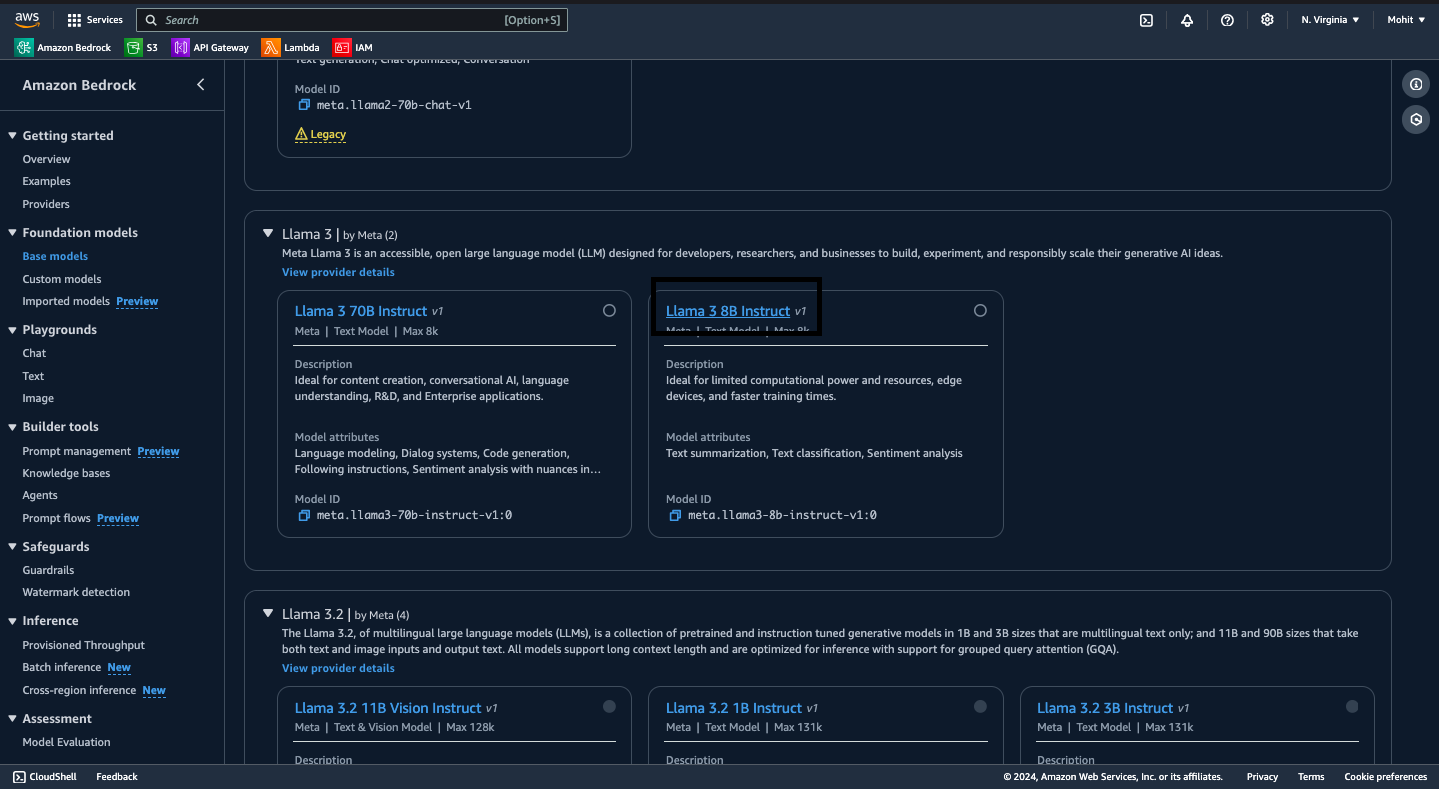 aws
Services
Search [Option+S]
N. Virginia ▼
Mohit ▼
Amazon Bedrock
S3
API Gateway
Lambda
IAM
Amazon Bedrock
Getting started
Overview
Examples
Providers
Foundation models
Base models
Custom models
Imported models Preview
Playgrounds
Chat
Text
Image
Builder tools
Prompt management Preview
Knowledge bases
Agents
Prompt flows Preview
Safeguards
Guardrails
Watermark detection
Inference
Provisioned Throughput
Batch inference New
Cross-region inference New
Assessment
Model Evaluation
Text generation, Chat optimized, Conversation
Model ID
meta.llama2-70b-chat-v1
Legacy
Llama 3 | by Meta (2)
Meta Llama 3 is an accessible, open large language model (LLM) designed for developers, researchers, and businesses to build, experiment, and responsibly scale their generative AI ideas.
View provider details
Llama 3 70B Instruct v1
Meta | Text Model | Max 8k
Description
Ideal for content creation, conversational AI, language
understanding, R&D, and Enterprise applications.
Model attributes
Language modeling, Dialog systems, Code generation,
Following instructions, Sentiment analysis with nuances in…
Model ID
meta.llama3-70b-instruct-v1:0
Llama 3 8B Instruct v1
Meta | Text Model | Max 8k
Description
Ideal for limited computational power and resources, edge
devices, and faster training times.
Model attributes
Text summarization, Text classification, Sentiment analysis
Model ID
meta.llama3-8b-instruct-v1:0
Llama 3.2 | by Meta (4)
The Llama 3.2, of multilingual large language models (LLMs), is a collection of pretrained and instruction tuned generative models in 1B and 3B sizes that are multilingual text only; and 11B and 90B sizes that take
both text and image inputs and output text. All models support long context length and are optimized for inference with support for grouped query attention (GQA).
View provider details
Llama 3.2 11B Vision Instruct v1
Meta | Text & Vision Model | Max 128k
Description
Llama 3.2 1B Instruct v1
Meta | Text Model | Max 131k
Description
Llama 3.2 3B Instruct v1
Meta | Text Model | Max 131k
Description
CloudShell
Feedback
© 2024, Amazon Web Services, Inc. or its affiliates.
Privacy
Terms
Cookie preferences